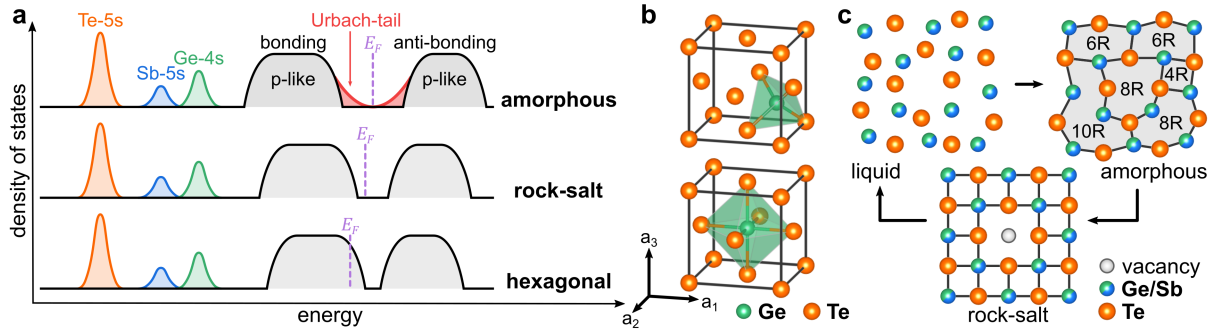 a
Te-5s
Sb-5s
Ge-4s
Urbach-tail
bonding
E_F
anti-bonding
p-like
p-like
amorphous
E_F
rock-salt
E_F
hexagonal
density of states
energy
b
a₃
a₁
a₂
Ge
Te
c
6R
6R
4R
8R
10R
8R
liquid
amorphous
vacancy
Ge/Sb
Te
rock-salt